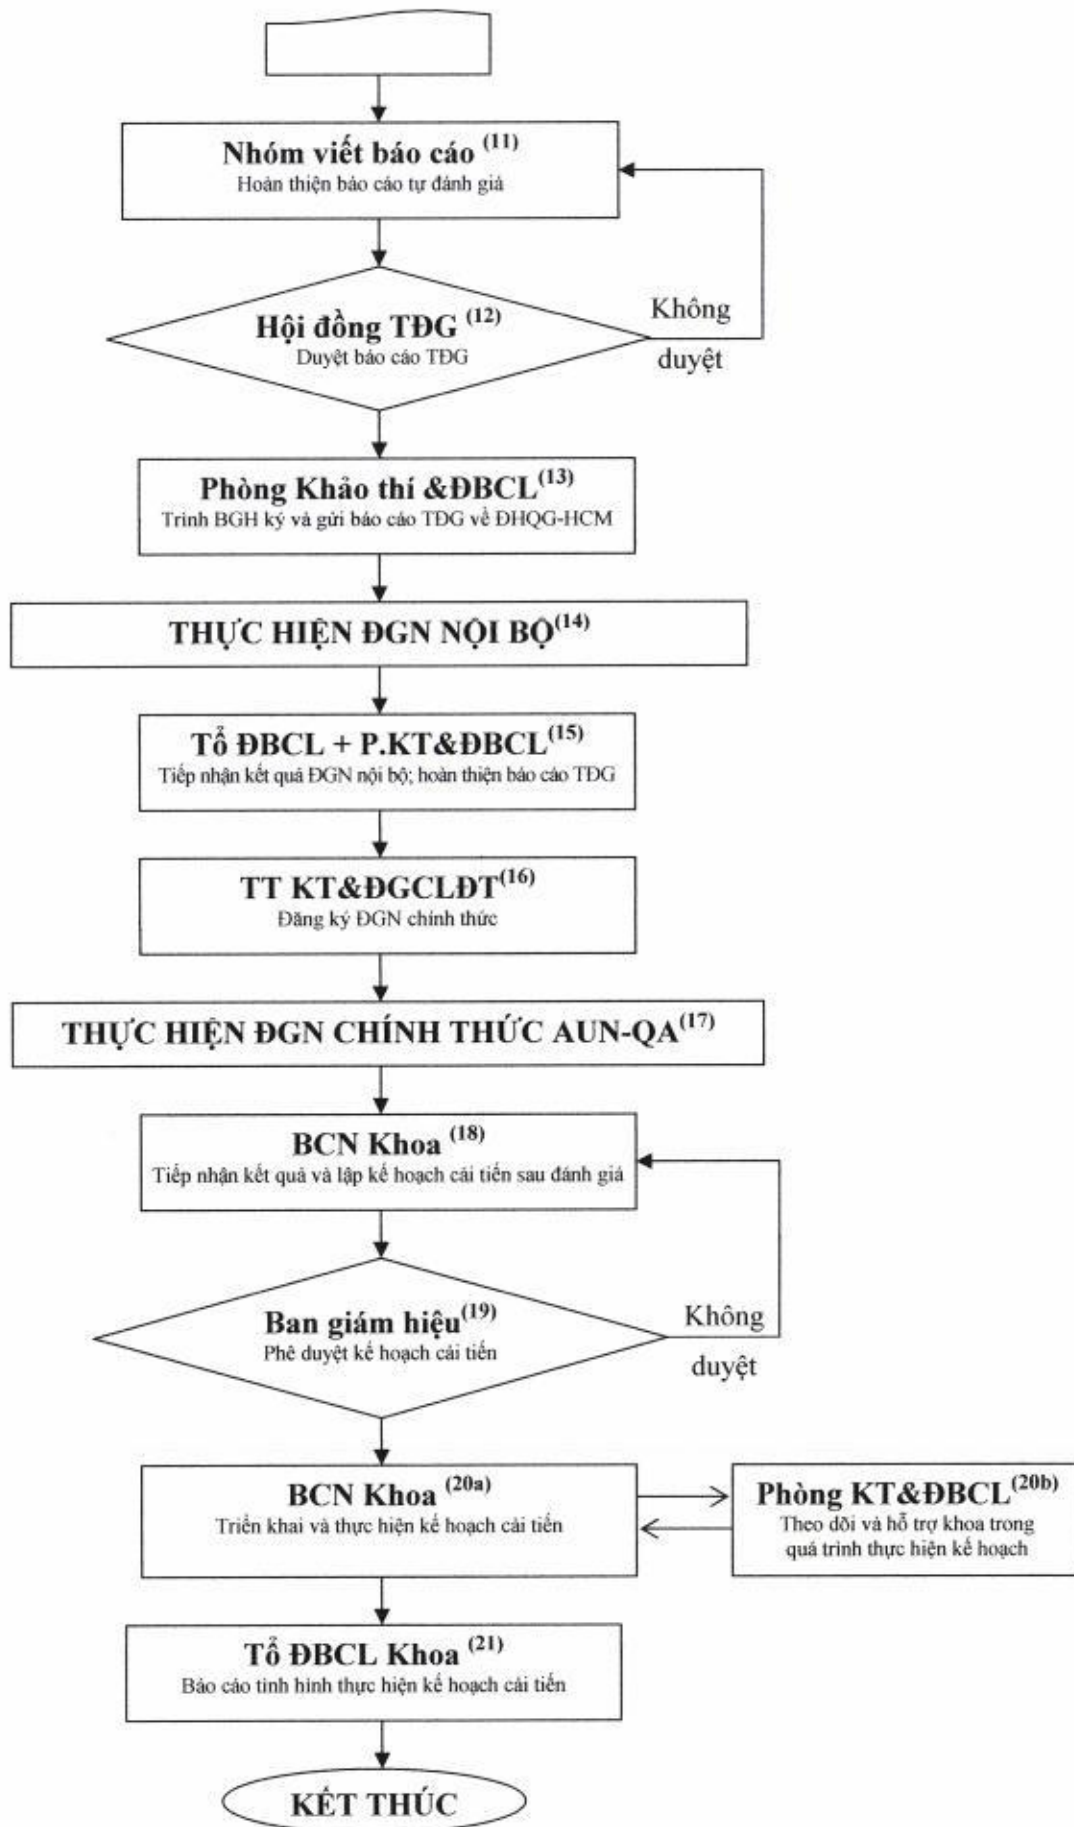 Nhóm viết báo cáo (11)
Hoàn thiện báo cáo tự đánh giá
Hội đồng TĐG (12)
Duyệt báo cáo TĐG
Không
duyệt
Phòng Khảo thí &ĐBCL(13)
Trình BGH ký và gửi báo cáo TĐG về ĐHQG-HCM
THỰC HIỆN ĐGN NỘI BỘ(14)
Tổ ĐBCL + P.KT&ĐBCL(15)
Tiếp nhận kết quả ĐGN nội bộ; hoàn thiện báo cáo TĐG
TT KT&ĐGCLĐT(16)
Đăng ký ĐGN chính thức
THỰC HIỆN ĐGN CHÍNH THỨC AUN-QA(17)
BCN Khoa (18)
Tiếp nhận kết quả và lập kế hoạch cải tiến sau đánh giá
Ban giám hiệu(19)
Phê duyệt kế hoạch cải tiến
Không
duyệt
BCN Khoa (20a)
Triển khai và thực hiện kế hoạch cải tiến
Phòng KT&ĐBCL(20b)
Theo dõi và hỗ trợ khoa trong
quá trình thực hiện kế hoạch
Tổ ĐBCL Khoa (21)
Báo cáo tình hình thực hiện kế hoạch cải tiến
KẾT THÚC